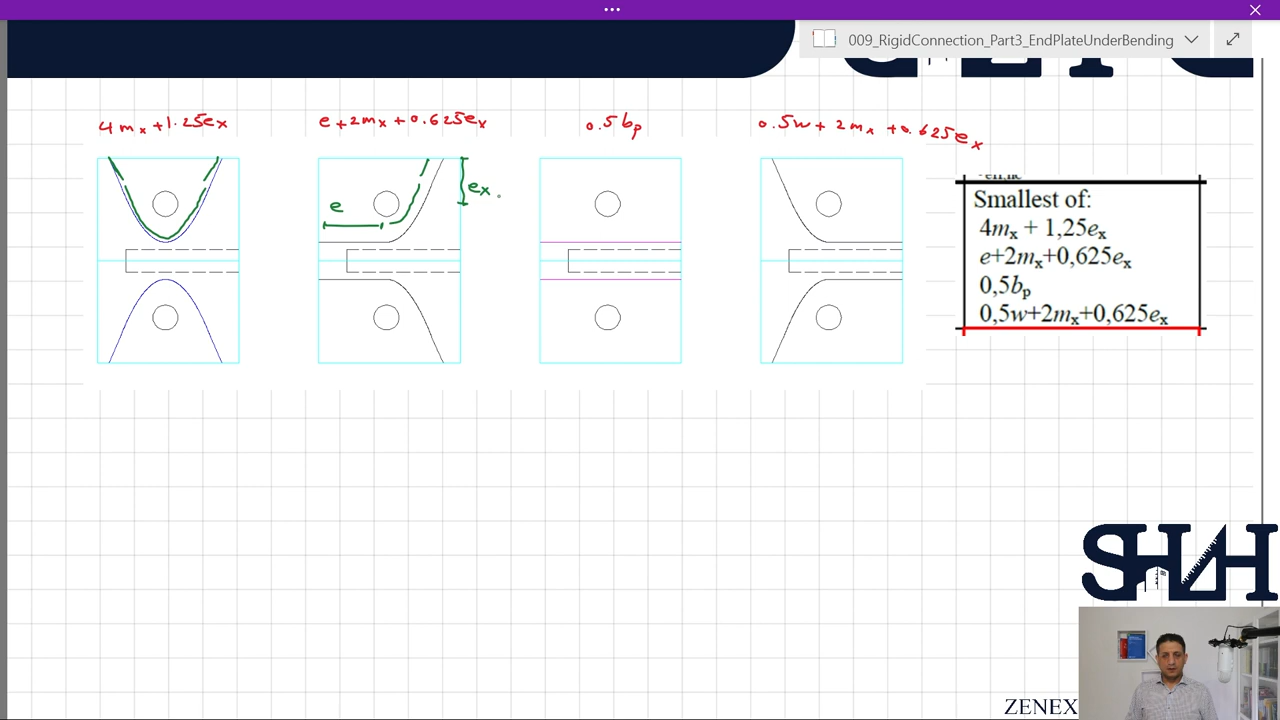 009_RigidConnection_Part3_EndPlateUnderBending
4mx+1.25ex
e+2mx+0.625ex
0.5bp
0.5w+2mx+0.625ex
e
ex
Smallest of:
4mx + 1,25ex
e+2mx+0,625ex
0,5bp
0,5w+2mx+0,625ex
ZENEX